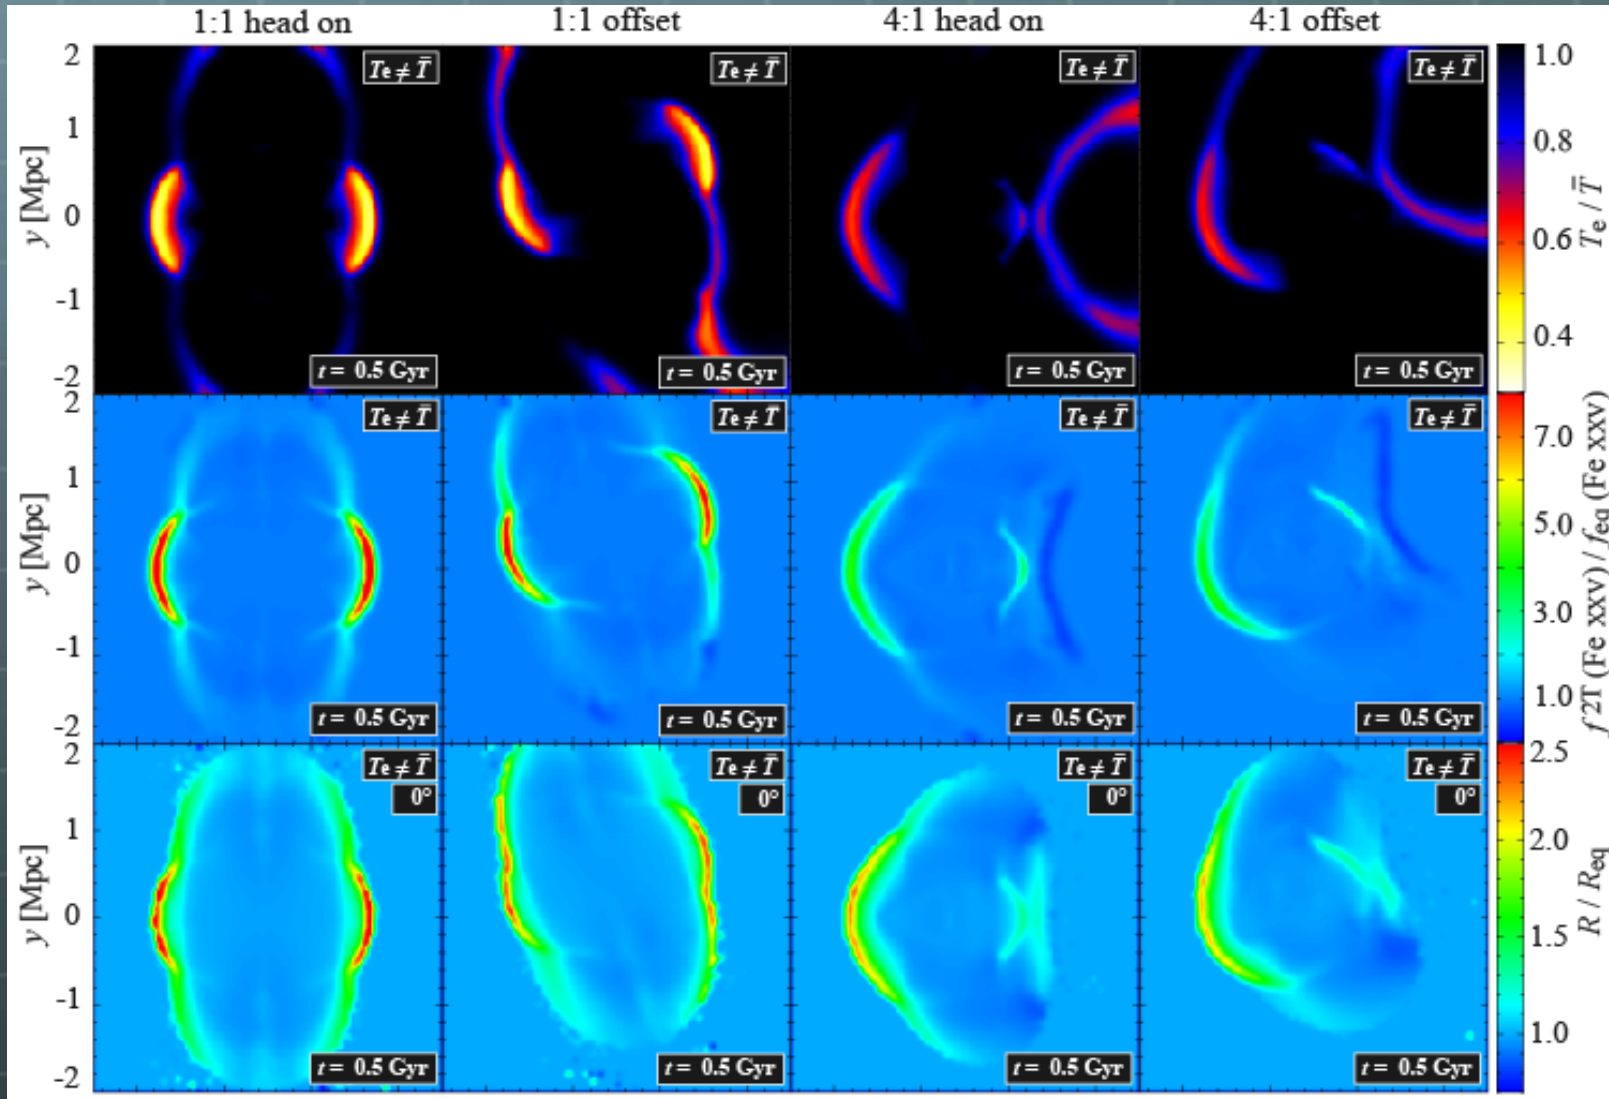 1:1 head on 1:1 offset 4:1 head on 4:1 offset
2 Te ≠ T̄ Te ≠ T̄ Te ≠ T̄ Te ≠ T̄ 1.0
1 0.8
y [Mpc] 0 0.6 Te / T̄
-1 0.4
-2 t = 0.5 Gyr t = 0.5 Gyr t = 0.5 Gyr t = 0.5 Gyr
2 Te ≠ T̄ Te ≠ T̄ Te ≠ T̄ Te ≠ T̄ 7.0
1 5.0
y [Mpc] 0 3.0 f 2T (Fe xxv) / feq (Fe xxv)
-1 1.0
-2 t = 0.5 Gyr t = 0.5 Gyr t = 0.5 Gyr t = 0.5 Gyr
2 Te ≠ T̄ Te ≠ T̄ Te ≠ T̄ Te ≠ T̄ 2.5
0° 0° 0° 0°
1 2.0
y [Mpc] 0 1.5 R / Req
-1 1.0
-2 t = 0.5 Gyr t = 0.5 Gyr t = 0.5 Gyr t = 0.5 Gyr